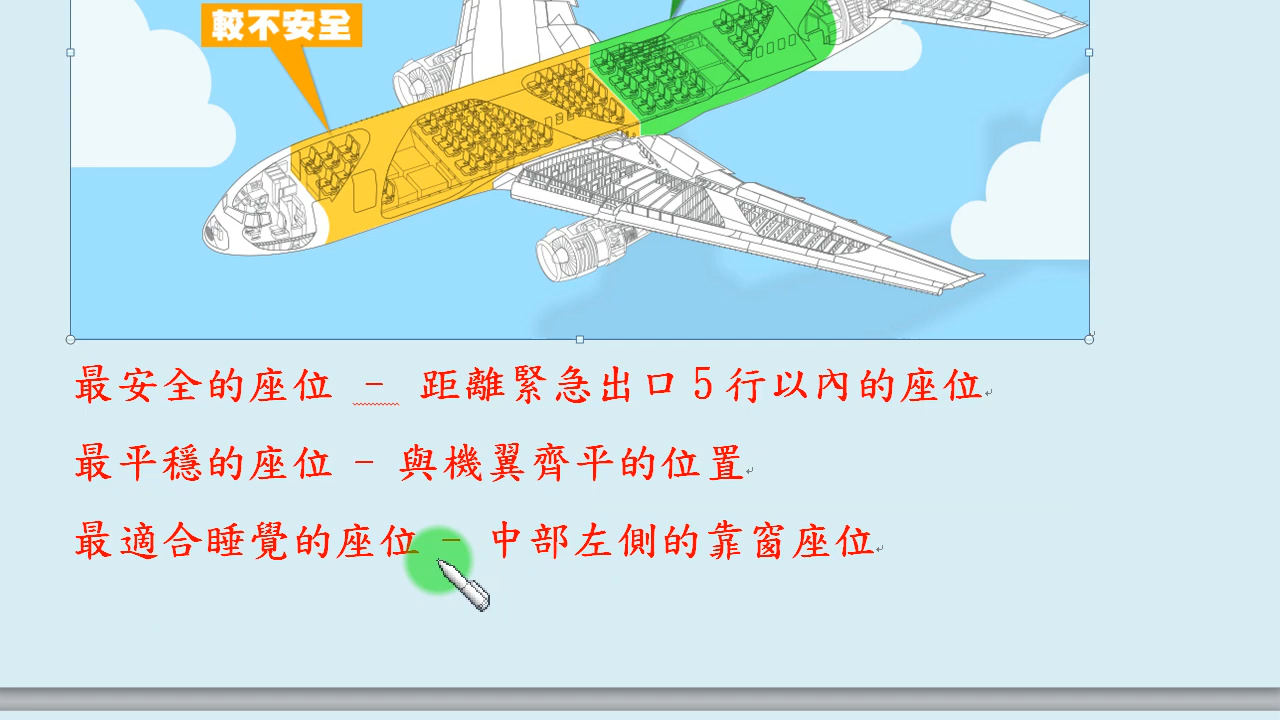 較不安全
最安全的座位 - 距離緊急出口5行以內的座位
最平穩的座位 - 與機翼齊平的位置
最適合睡覺的座位 - 中部左側的靠窗座位